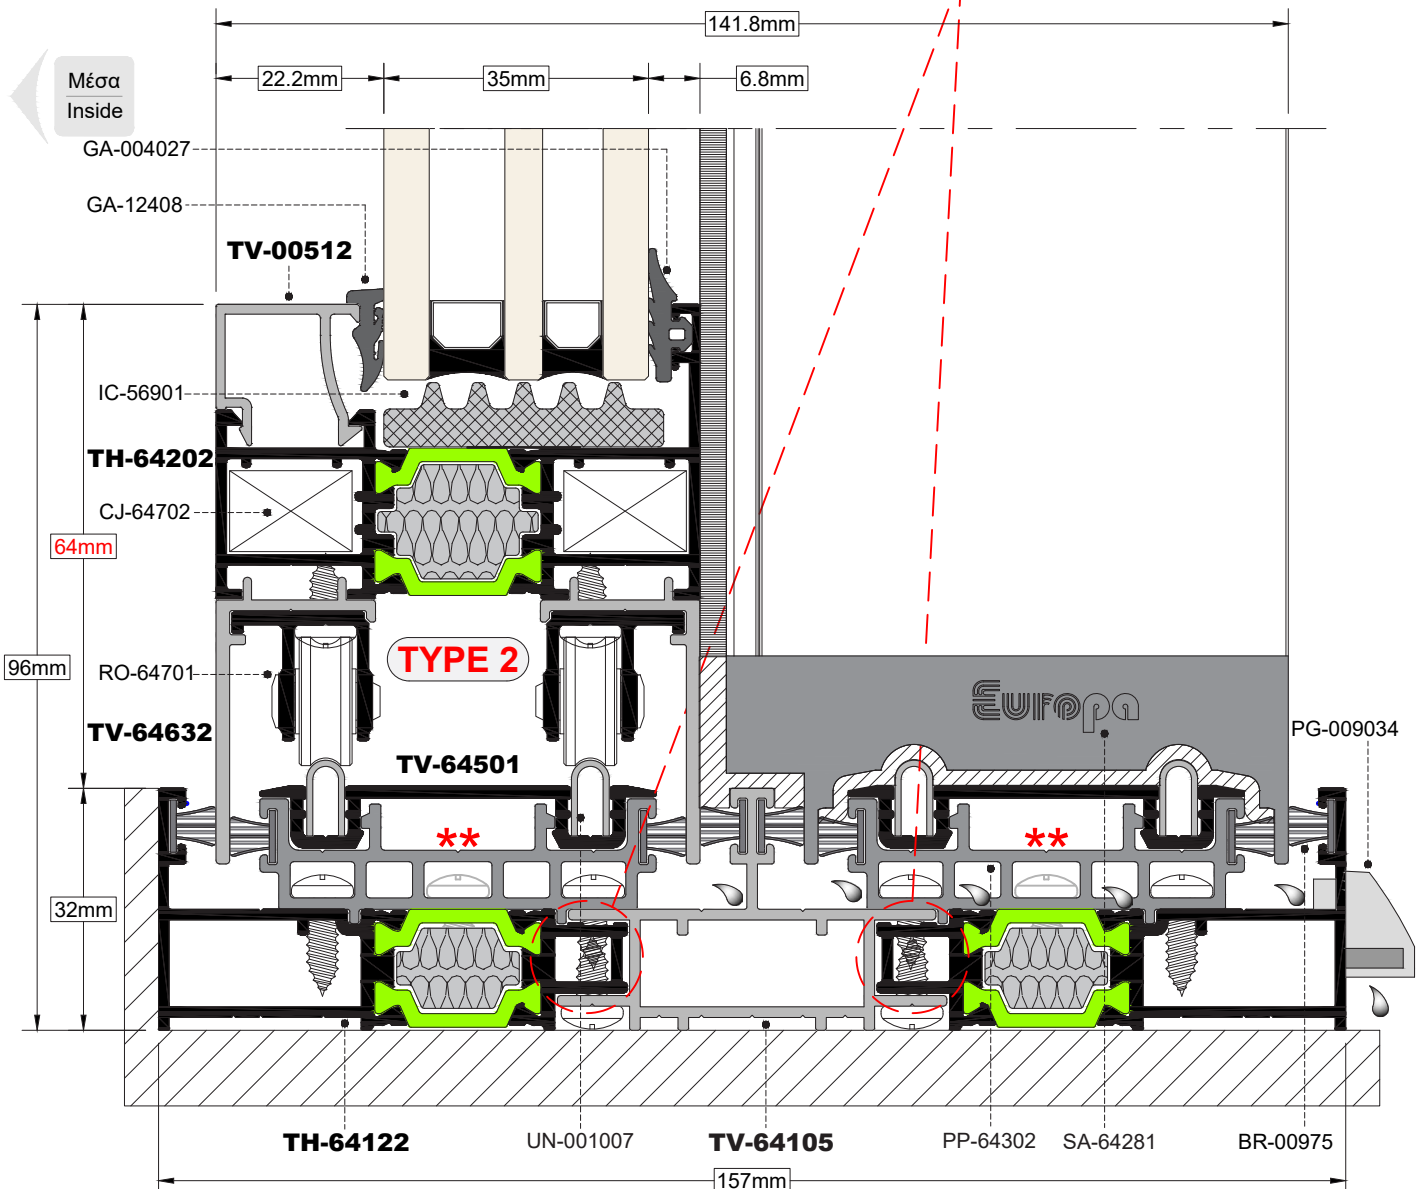 141.8mm
22.2mm
35mm
6.8mm
Μέσα
Inside
GA-004027
GA-12408
TV-00512
IC-56901
TH-64202
CJ-64702
64mm
TYPE 2
96mm
RO-64701
TV-64632
TV-64501
Europa
PG-009034
**
**
32mm
TH-64122
UN-001007
TV-64105
PP-64302
SA-64281
BR-00975
157mm